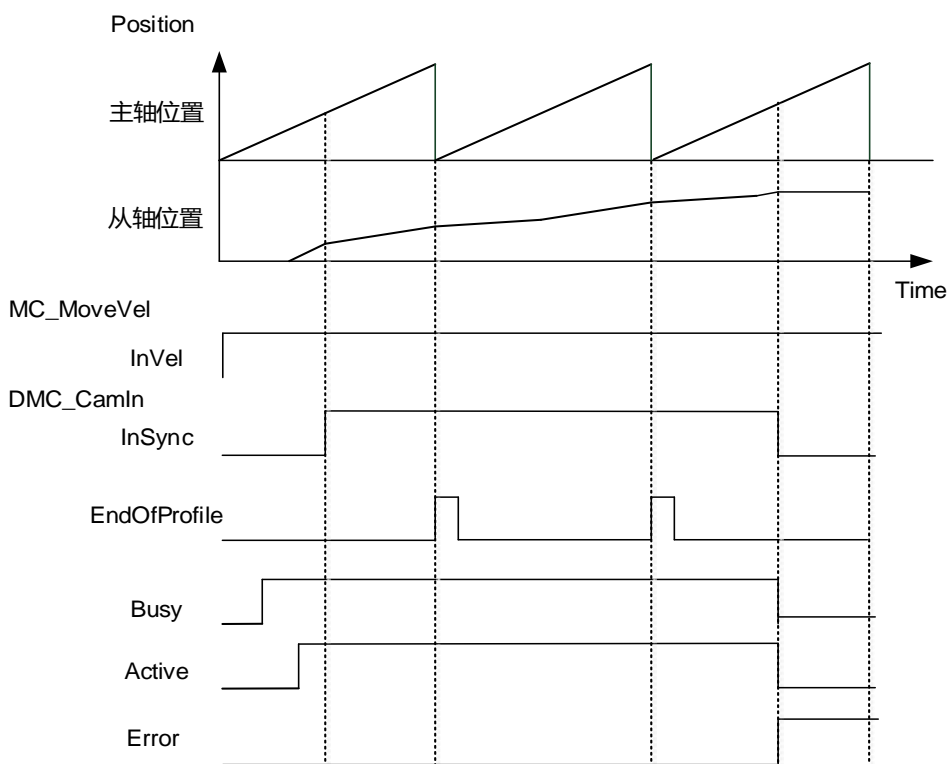 Position
主轴位置
从轴位置
Time
MC_MoveVel
InVel
DMC_CamIn
InSync
EndOfProfile
Busy
Active
Error